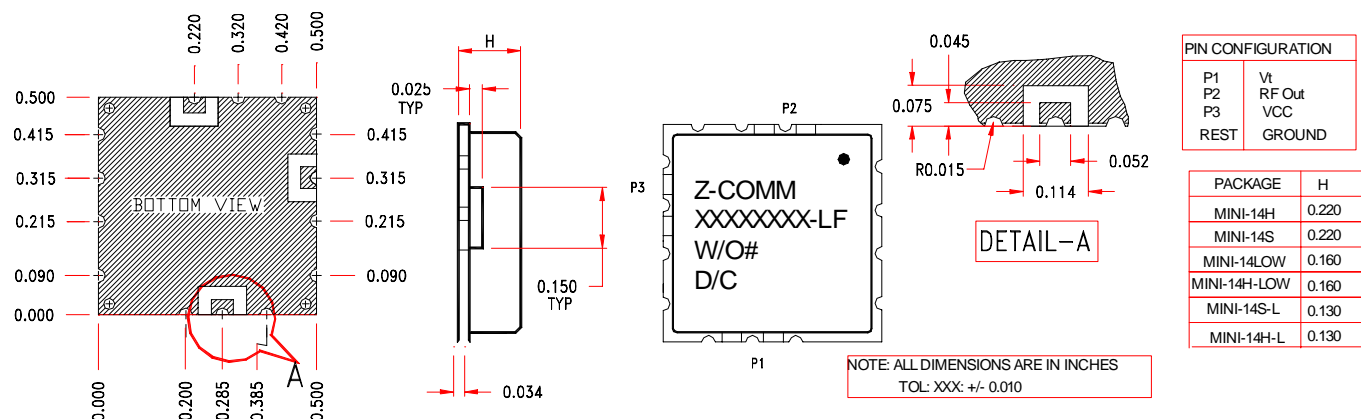 0.220
0.320
0.420
0.500
0.500
0.415
0.315
0.215
0.090
0.000
BOTTOM VIEW
0.415
0.315
0.215
0.090
A
0.000
0.200
0.285
0.385
0.500
H
0.025
TYP
0.150
TYP
0.034
P2
P3
Z-COMM
XXXXXXXX-LF
W/O#
D/C
P1
0.045
0.075
R0.015
0.052
0.114
DETAIL-A
NOTE: ALL DIMENSIONS ARE IN INCHES
TOL: XXX: +/- 0.010
PIN CONFIGURATION
P1 Vt
P2 RF Out
P3 VCC
REST GROUND
PACKAGE H
MINI-14H 0.220
MINI-14S 0.220
MINI-14LOW 0.160
MINI-14H-LOW 0.160
MINI-14S-L 0.130
MINI-14H-L 0.130